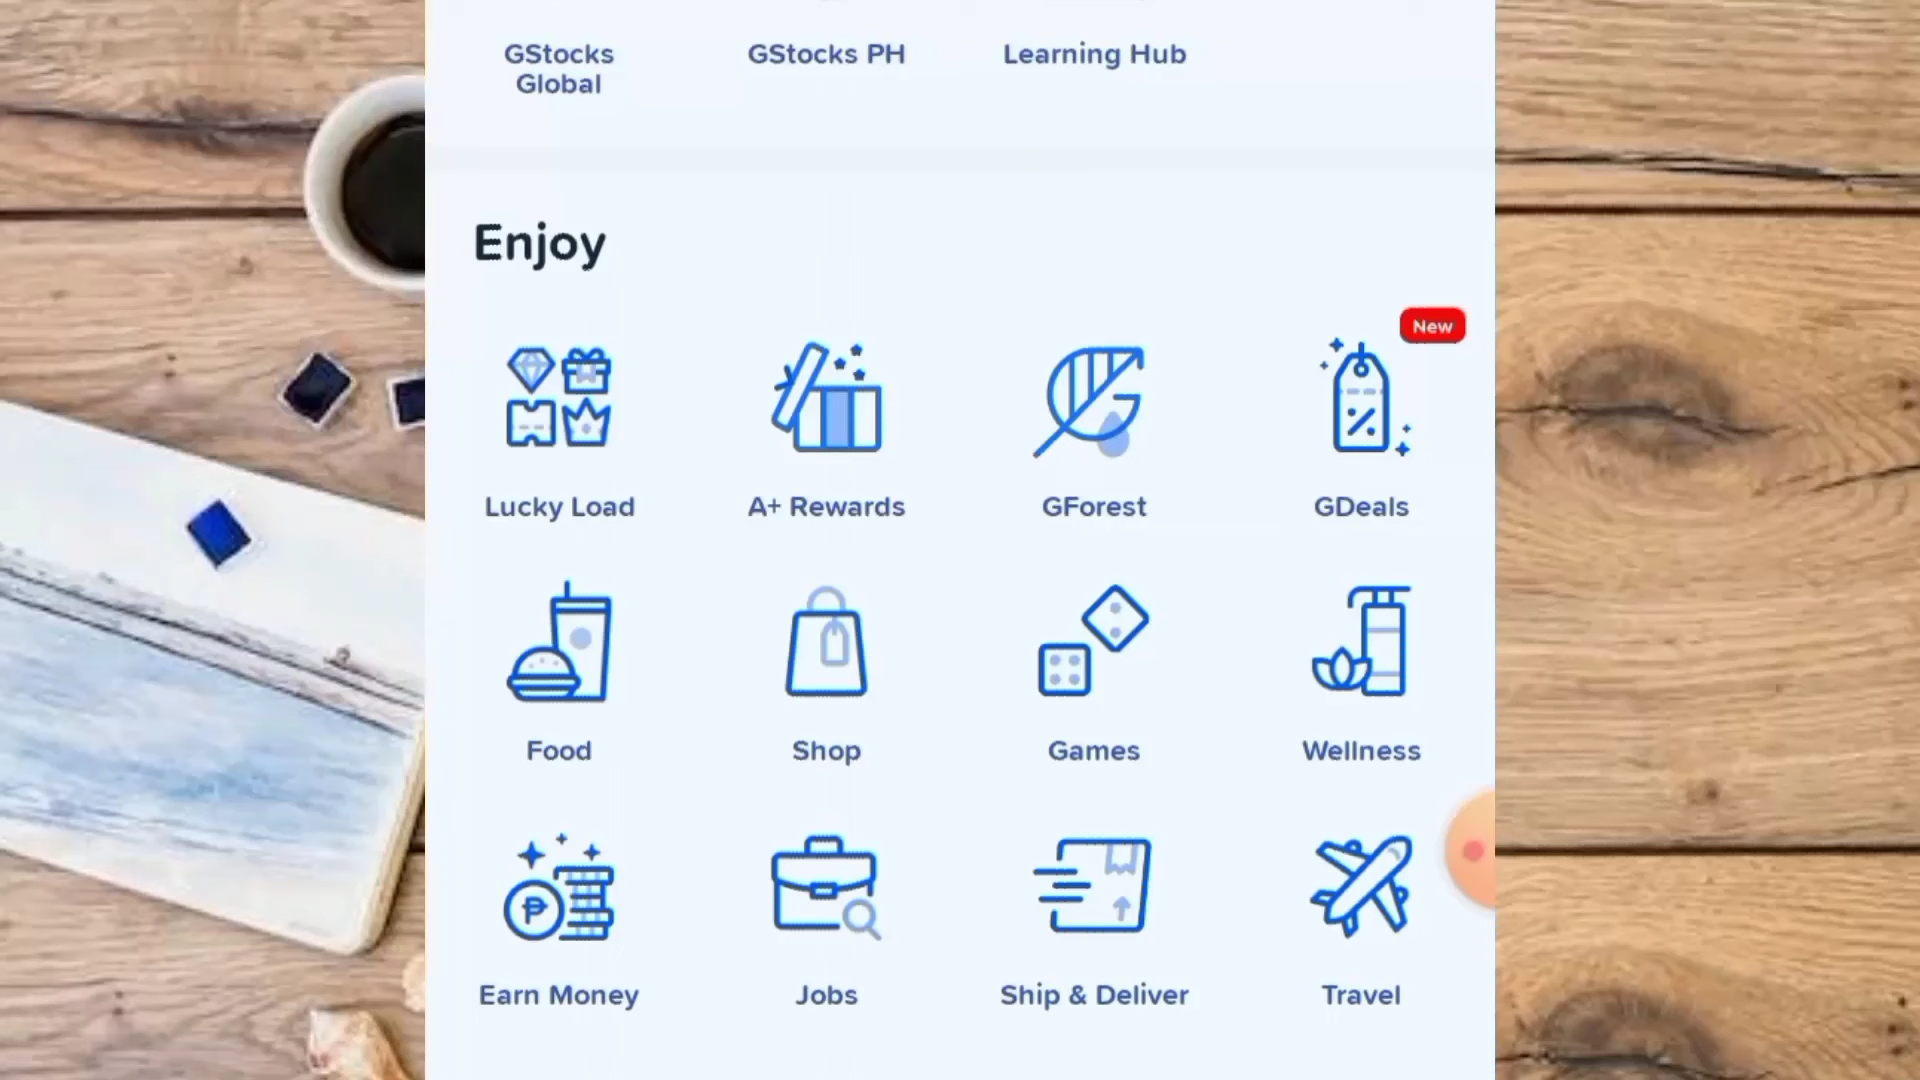 GStocks
Global
GStocks PH
Learning Hub
Enjoy
New
Lucky Load
A+ Rewards
GForest
GDeals
Food
Shop
Games
Wellness
Earn Money
Jobs
Ship & Deliver
Travel